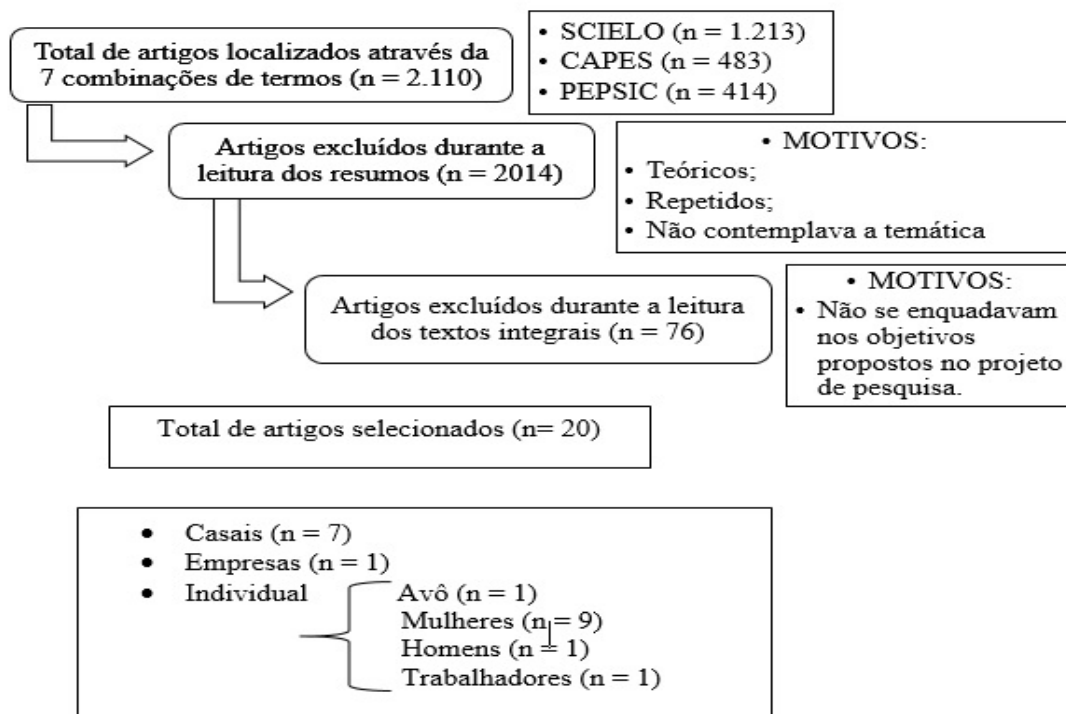 Total de artigos localizados através da
7 combinações de termos (n = 2.110)
• SCIELO (n = 1.213)
• CAPES (n = 483)
• PEPSIC (n = 414)
Artigos excluídos durante a
leitura dos resumos (n = 2014)
• MOTIVOS:
• Teóricos;
• Repetidos;
• Não contemplava a temática
Artigos excluídos durante a leitura
dos textos integrais (n = 76)
• MOTIVOS:
• Não se enquadavam
nos objetivos
propostos no projeto
de pesquisa.
Total de artigos selecionados (n= 20)
• Casais (n = 7)
• Empresas (n = 1)
• Individual
Avô (n = 1)
Mulheres (n = 9)
Homens (n = 1)
Trabalhadores (n = 1)